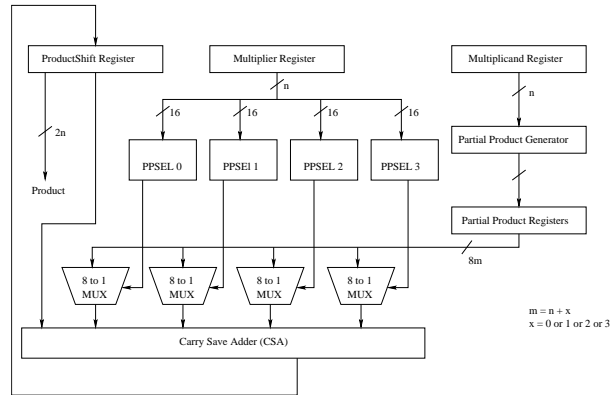 ProductShift Register
Multiplier Register
Multiplicand Register
n
n
16
16
16
16
2n
PPSEL 0
PPSEl 1
PPSEL 2
PPSEL 3
Partial Product Generator
Product
Partial Product Registers
8m
8 to 1
MUX
8 to 1
MUX
8 to 1
MUX
8 to 1
MUX
m = n + x
x = 0 or 1 or 2 or 3
Carry Save Adder (CSA)